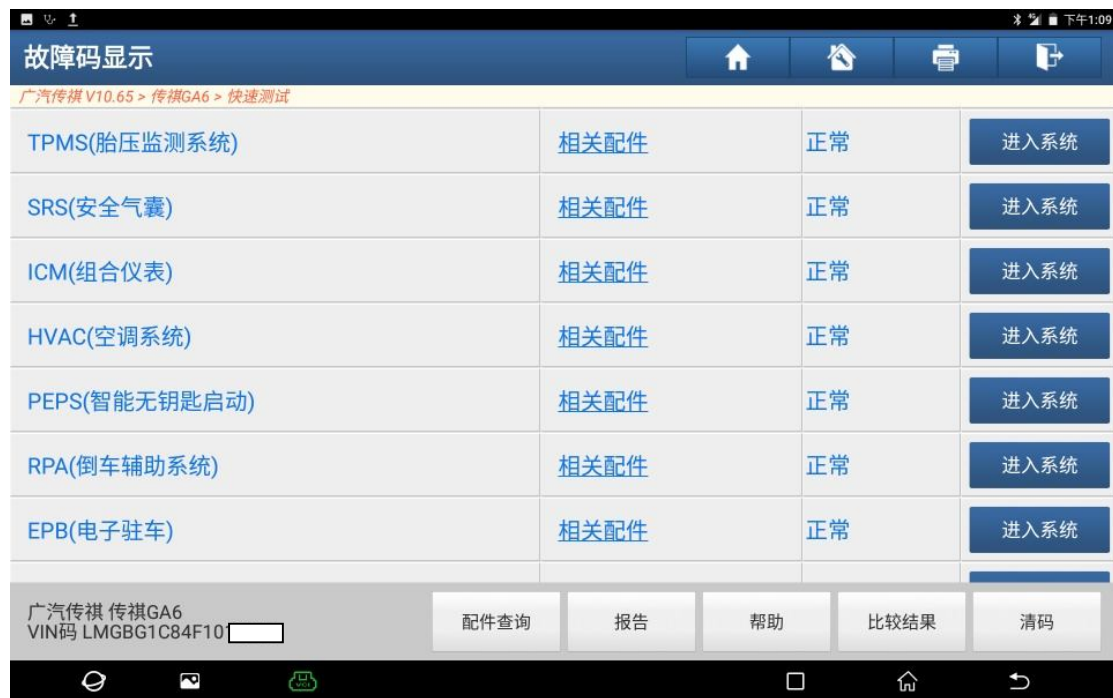 下午1:09
故障码显示
广汽传祺 V10.65 > 传祺GA6 > 快速测试
TPMS(胎压监测系统) 相关配件 正常 进入系统
SRS(安全气囊) 相关配件 正常 进入系统
ICM(组合仪表) 相关配件 正常 进入系统
HVAC(空调系统) 相关配件 正常 进入系统
PEPS(智能无钥匙启动) 相关配件 正常 进入系统
RPA(倒车辅助系统) 相关配件 正常 进入系统
EPB(电子驻车) 相关配件 正常 进入系统
广汽传祺 传祺GA6
VIN码 LMGBG1C84F10
配件查询 报告 帮助 比较结果 清码
VCI